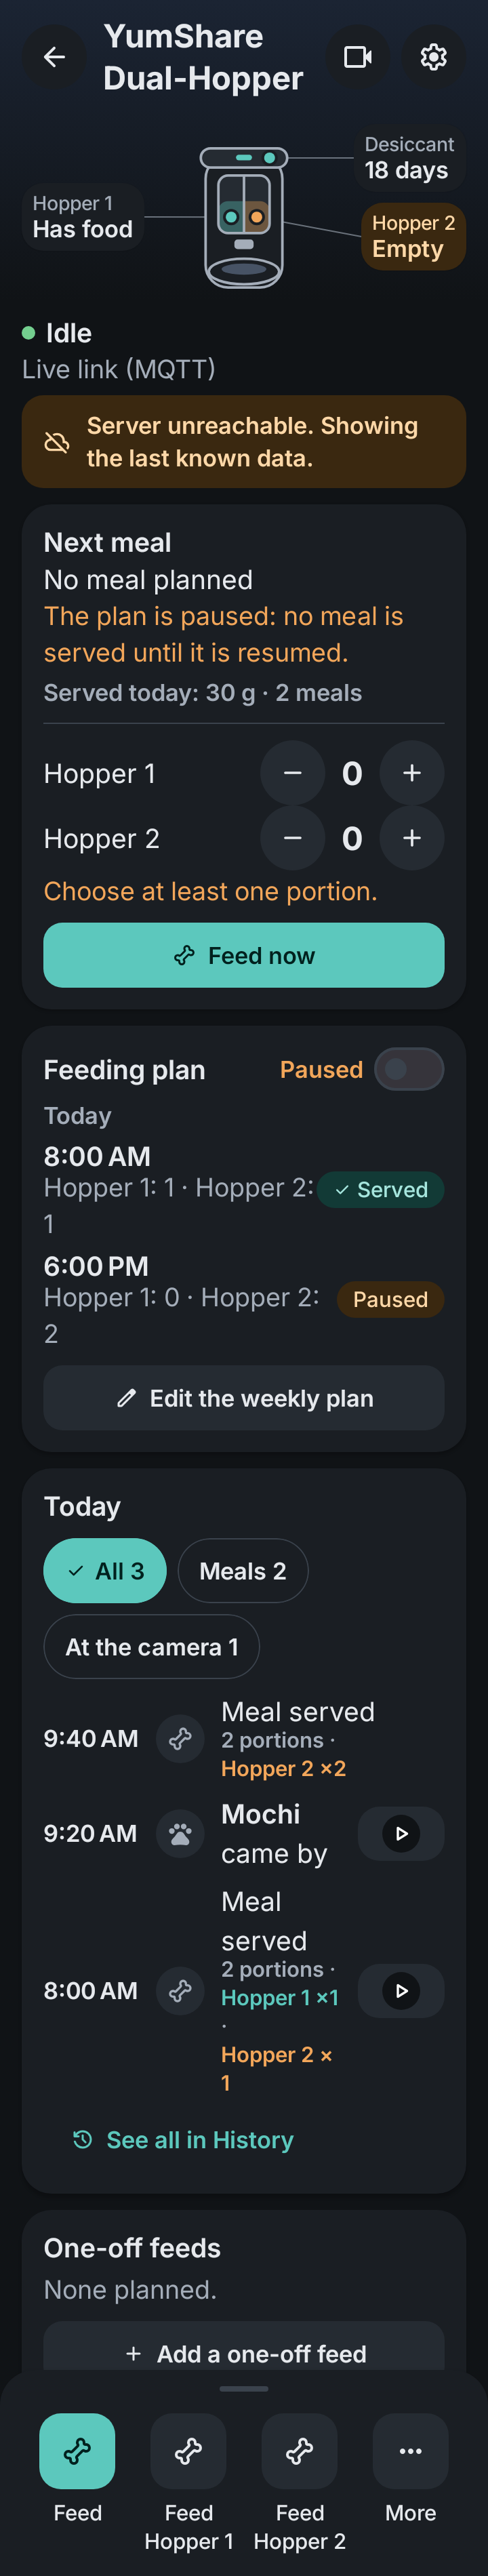 YumShare
Dual-Hopper
Desiccant
18 days
Hopper 1
Has food
Hopper 2
Empty
Idle
Live link (MQTT)
Server unreachable. Showing
the last known data.
Next meal
No meal planned
The plan is paused: no meal is
served until it is resumed.
Served today: 30 g · 2 meals
Hopper 1
− 0 +
Hopper 2
− 0 +
Choose at least one portion.
Feed now
Feeding plan
Paused
Today
8:00 AM
Hopper 1: 1 · Hopper 2:
1
Served
6:00 PM
Hopper 1: 0 · Hopper 2:
2
Paused
Edit the weekly plan
Today
All 3
Meals 2
At the camera 1
9:40 AM
Meal served
2 portions ·
Hopper 2 ×2
9:20 AM
Mochi
came by
8:00 AM
Meal
served
2 portions ·
Hopper 1 ×1
·
Hopper 2 ×
1
See all in History
One-off feeds
None planned.
+ Add a one-off feed
Feed
Feed
Hopper 1
Feed
Hopper 2
More